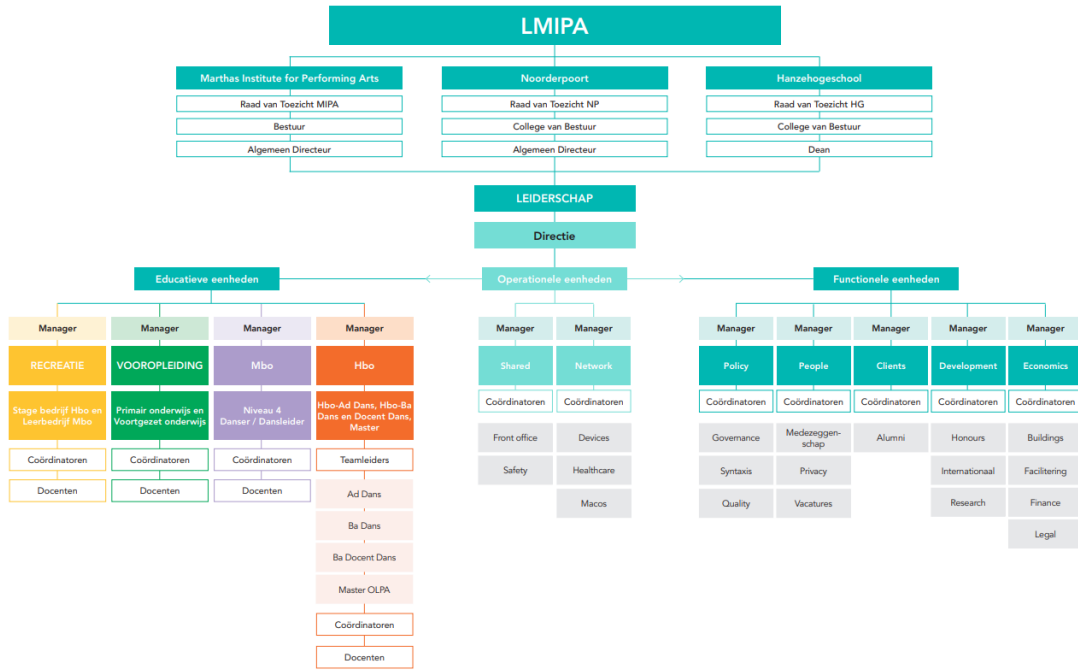 LMIPA
Marthas Institute for Performing Arts
Noorderpoort
Hanzehogeschool
Raad van Toezicht MIPA
Raad van Toezicht NP
Raad van Toezicht HG
Bestuur
College van Bestuur
College van Bestuur
Algemeen Directeur
Algemeen Directeur
Dean
LEIDERSCHAP
Directie
Educatieve eenheden
Operationele eenheden
Functionele eenheden
Manager
Manager
Manager
Manager
Manager
Manager
Manager
Manager
Manager
Manager
Manager
RECREATIE
VOOROPLEIDING
Mbo
Hbo
Shared
Network
Policy
People
Clients
Development
Economics
Stage bedrijf Hbo en
Leerbedrijf Mbo
Primair onderwijs en
Voortgezet onderwijs
Niveau 4
Danser / Dansleider
Hbo-Ad Dans, Hbo-Ba
Dans en Docent Dans,
Master
Coördinatoren
Coördinatoren
Coördinatoren
Coördinatoren
Coördinatoren
Coördinatoren
Coördinatoren
Front office
Devices
Governance
Medezeggen-
schap
Alumni
Honours
Buildings
Coördinatoren
Coördinatoren
Coördinatoren
Teamleiders
Safety
Healthcare
Syntaxis
Privacy
Internationaal
Facilitering
Docenten
Docenten
Docenten
Ad Dans
Macos
Quality
Vacatures
Research
Finance
Ba Dans
Legal
Ba Docent Dans
Master OLPA
Coördinatoren
Docenten